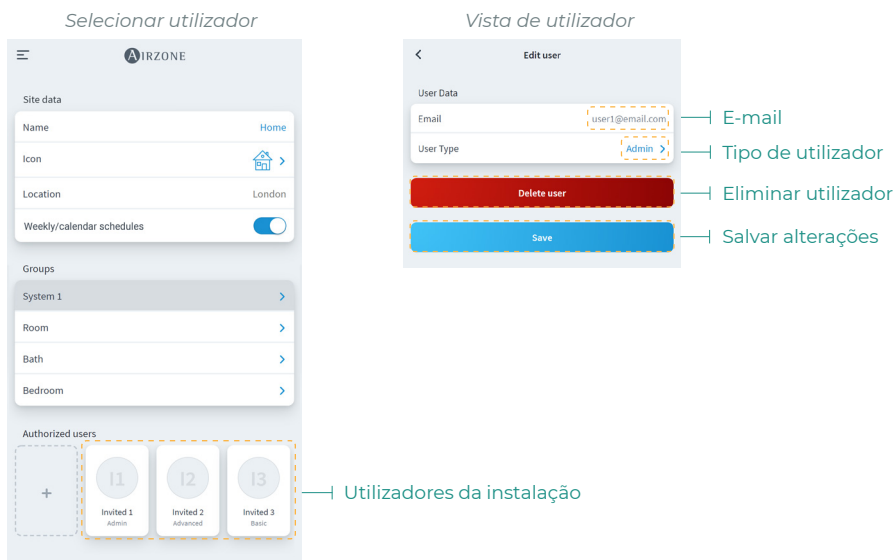 Selecionar utilizador
AIRZONE
Site data
Name Home
Icon
Location London
Weekly/calendar schedules
Groups
System 1
Room
Bath
Bedroom
Authorized users
+
I1
Invited 1
Admin
I2
Invited 2
Advanced
I3
Invited 3
Basic
Utilizadores da instalação
Vista de utilizador
Edit user
User Data
Email user1@email.com
E-mail
User Type Admin
Tipo de utilizador
Delete user
Eliminar utilizador
Save
Salvar alterações